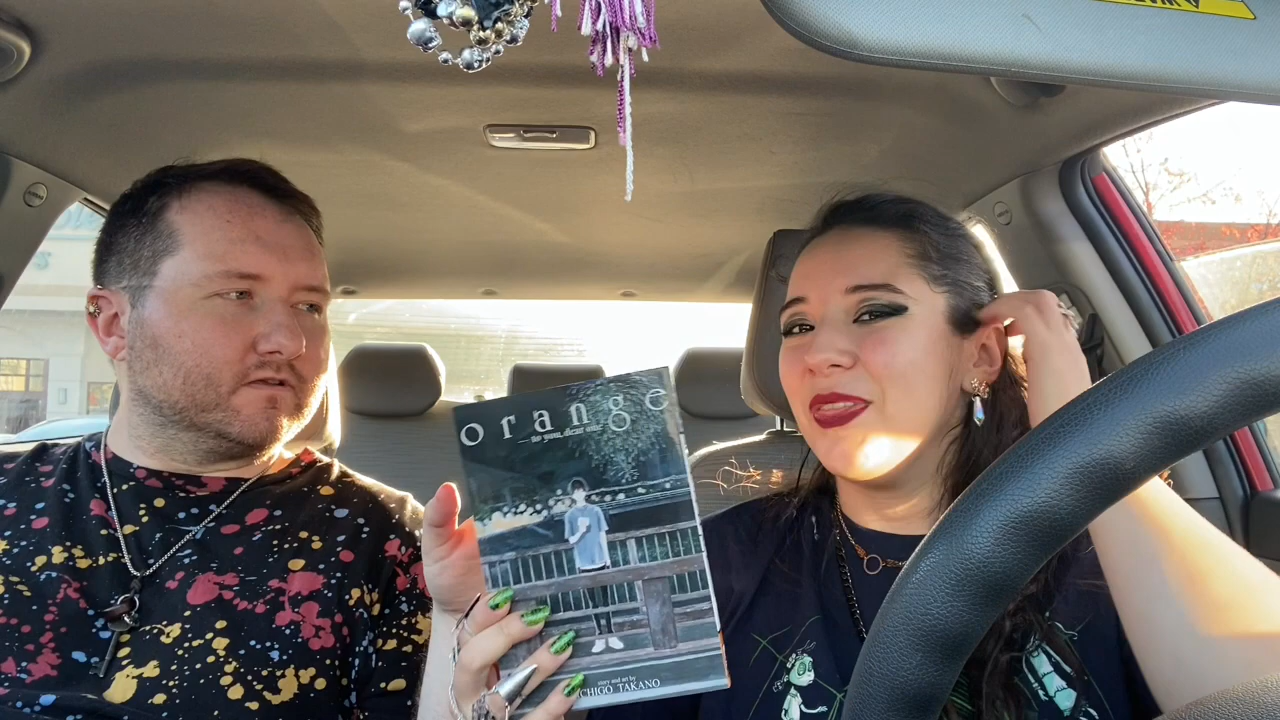 orange
—to you, dear one—
story and art by
ICHIGO TAKANO